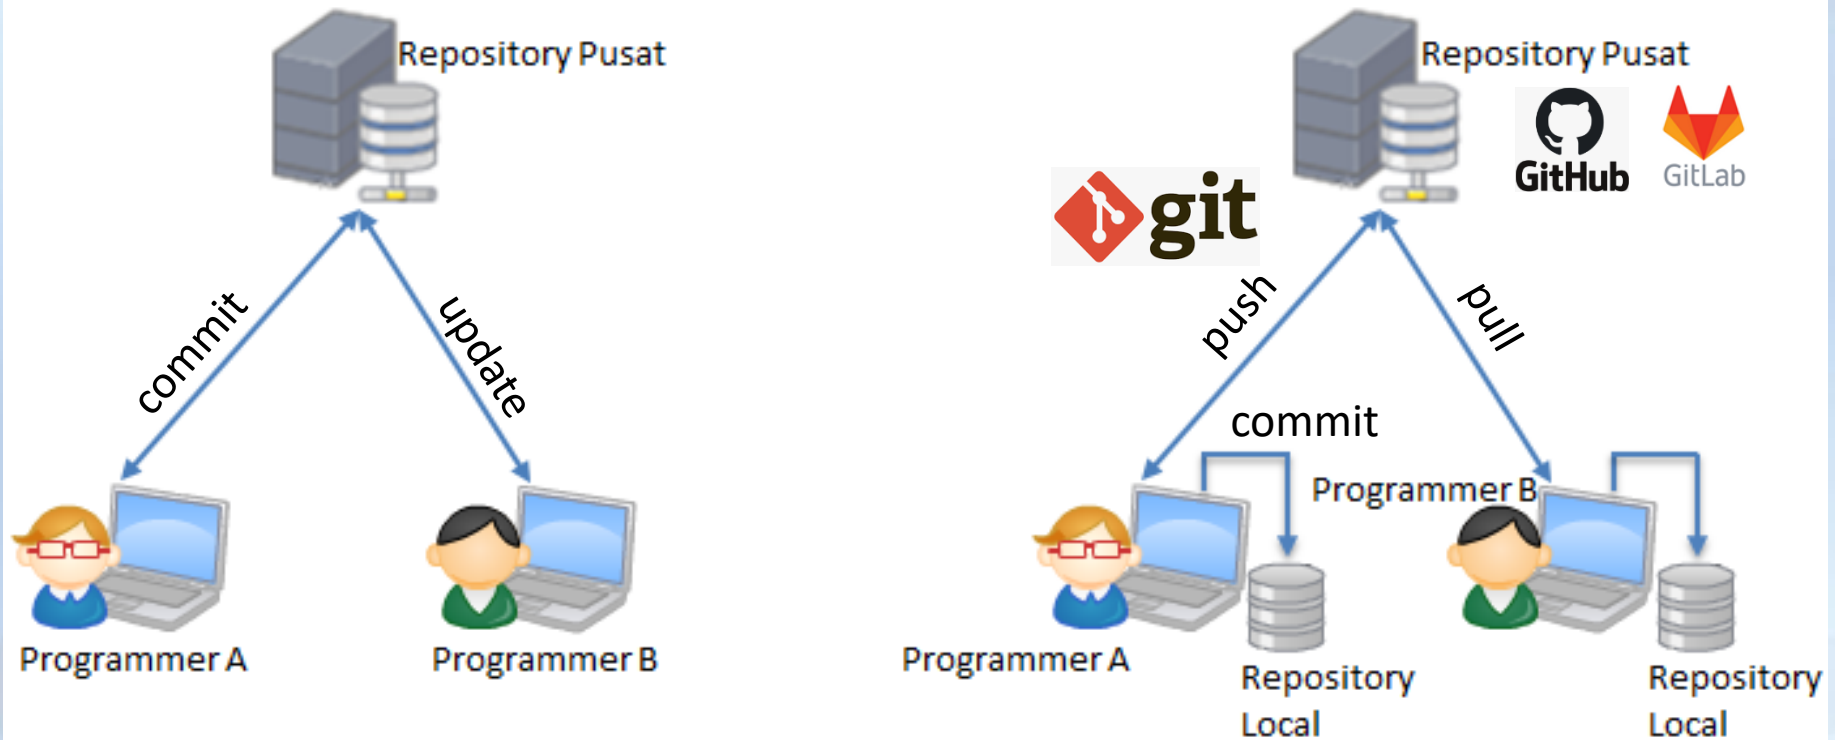 Repository Pusat
commit
update
Programmer A
Programmer B
Repository Pusat
GitHub
GitLab
git
push
pull
commit
Programmer B
Programmer A
Repository
Local
Repository
Local